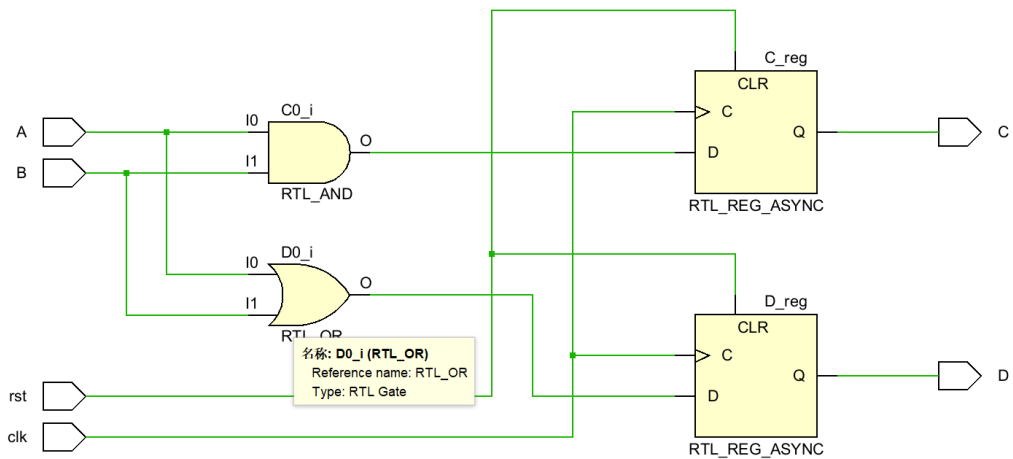 C_reg
CLR
C0_i
A
I0
O
C
Q
C
B
I1
D
RTL_AND
RTL_REG_ASYNC
D0_i
I0
O
D_reg
I1
CLR
RTL_OR
名称: D0_i (RTL_OR)
C
Reference name: RTL_OR
Q
D
rst
Type: RTL Gate
D
clk
RTL_REG_ASYNC